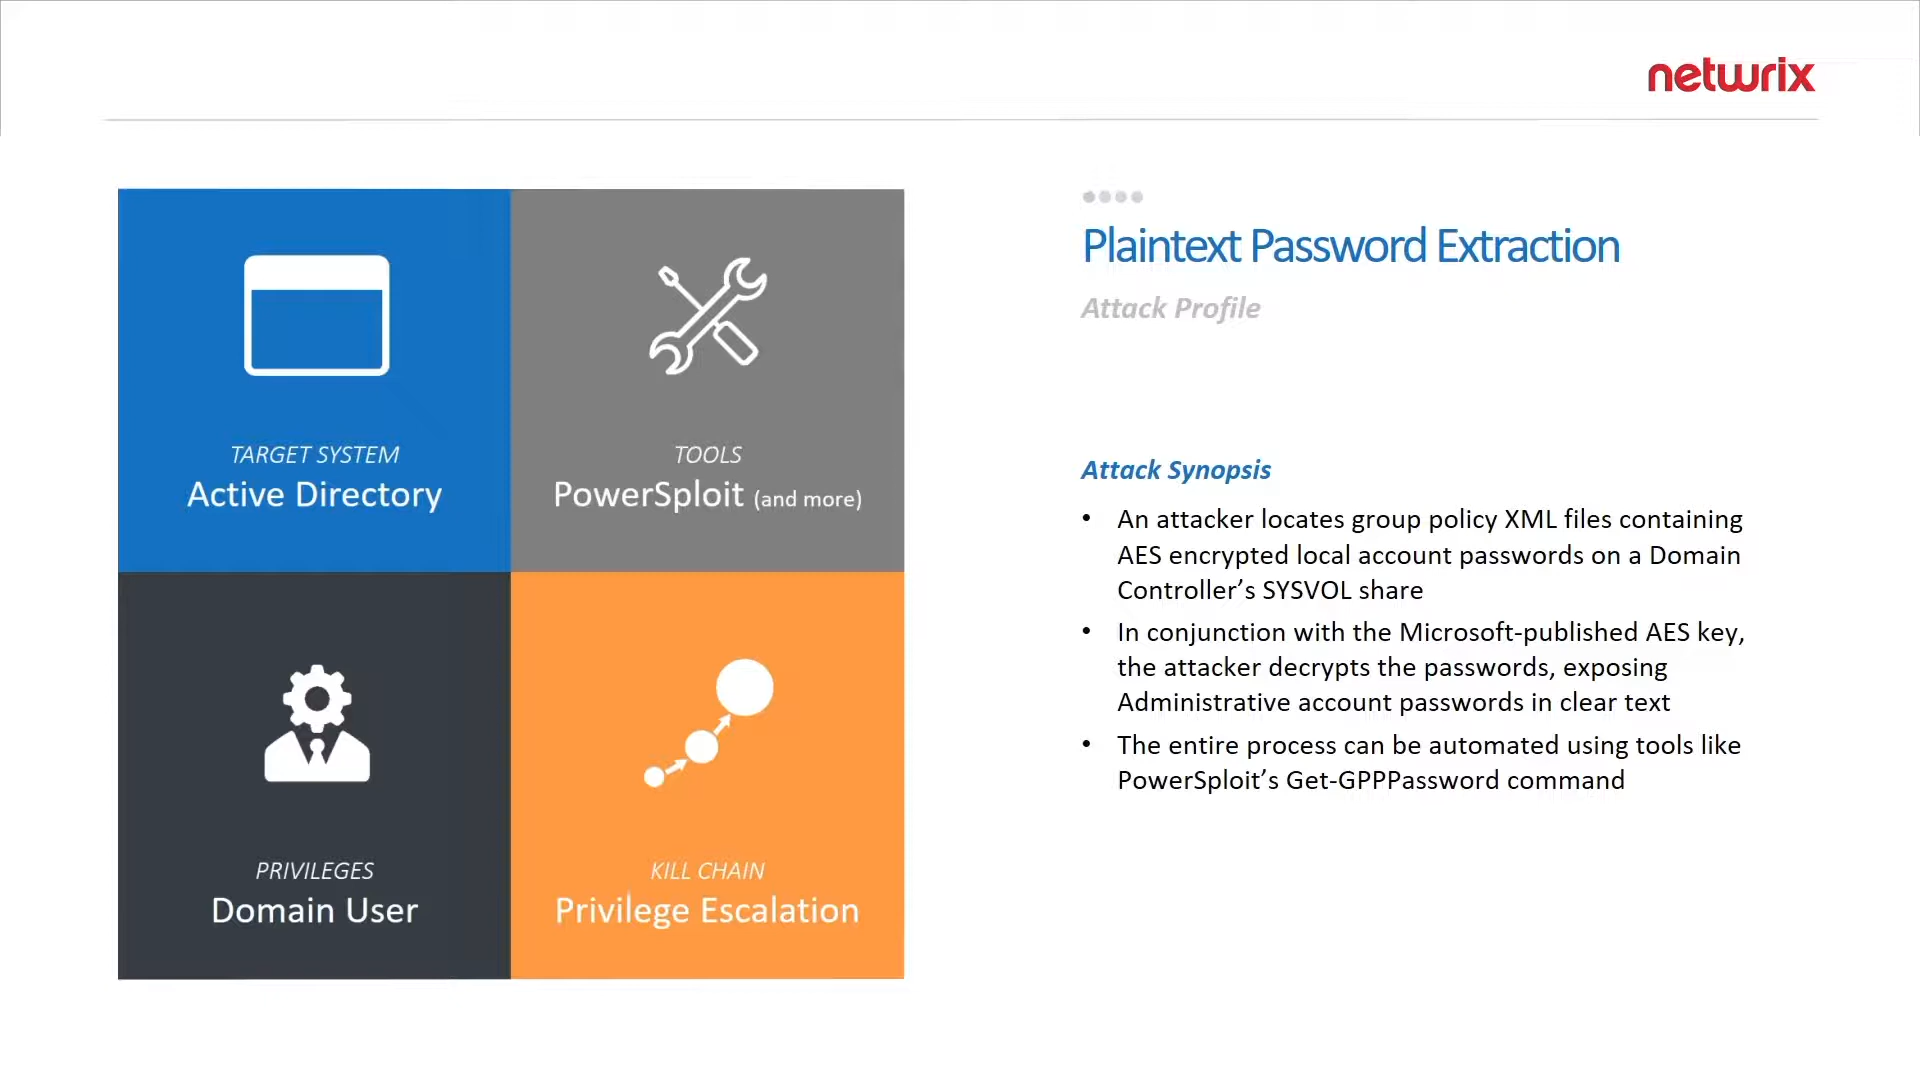 netwrix
TARGET SYSTEM
Active Directory
TOOLS
PowerSploit (and more)
PRIVILEGES
Domain User
KILL CHAIN
Privilege Escalation
Plaintext Password Extraction
Attack Profile
Attack Synopsis
• An attacker locates group policy XML files containing
AES encrypted local account passwords on a Domain
Controller’s SYSVOL share
• In conjunction with the Microsoft-published AES key,
the attacker decrypts the passwords, exposing
Administrative account passwords in clear text
• The entire process can be automated using tools like
PowerSploit’s Get-GPPPassword command